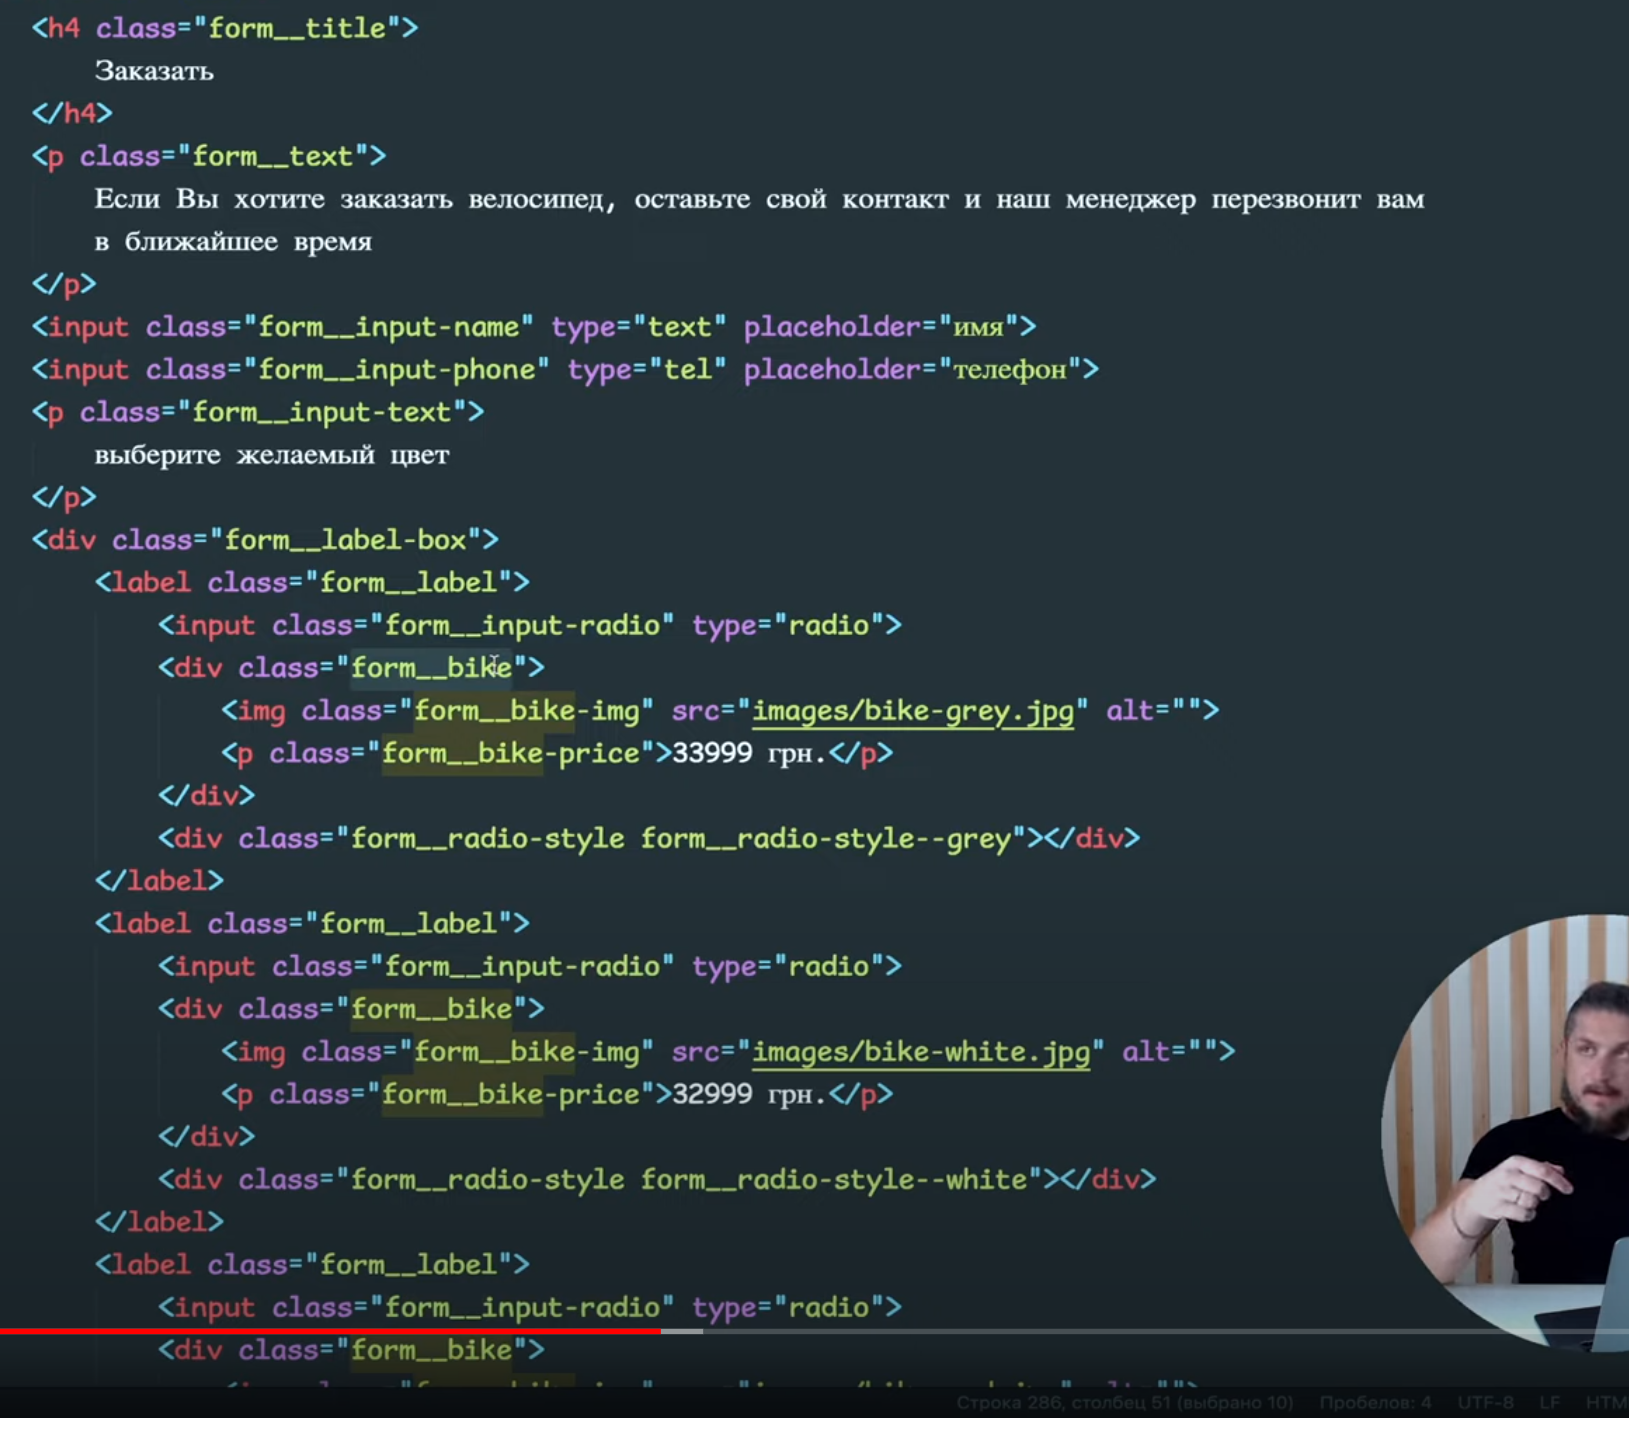 <h4 class="form__title">
Заказать
</h4>
<p class="form__text">
Если Вы хотите заказать велосипед, оставьте свой контакт и наш менеджер перезвонит вам
в ближайшее время
</p>
<input class="form__input-name" type="text" placeholder="имя">
<input class="form__input-phone" type="tel" placeholder="телефон">
<p class="form__input-text">
выберите желаемый цвет
</p>
<div class="form__label-box">
<label class="form__label">
<input class="form__input-radio" type="radio">
<div class="form__bike">
<img class="form__bike-img" src="images/bike-grey.jpg" alt="">
<p class="form__bike-price">33999 грн.</p>
</div>
<div class="form__radio-style form__radio-style--grey"></div>
</label>
<label class="form__label">
<input class="form__input-radio" type="radio">
<div class="form__bike">
<img class="form__bike-img" src="images/bike-white.jpg" alt="">
<p class="form__bike-price">32999 грн.</p>
</div>
<div class="form__radio-style form__radio-style--white"></div>
</label>
<label class="form__label">
<input class="form__input-radio" type="radio">
<div class="form__bike">
Строка 286, столбец 51 (выбрано 10) Пробелов: 4 UTF-8 LF HTM